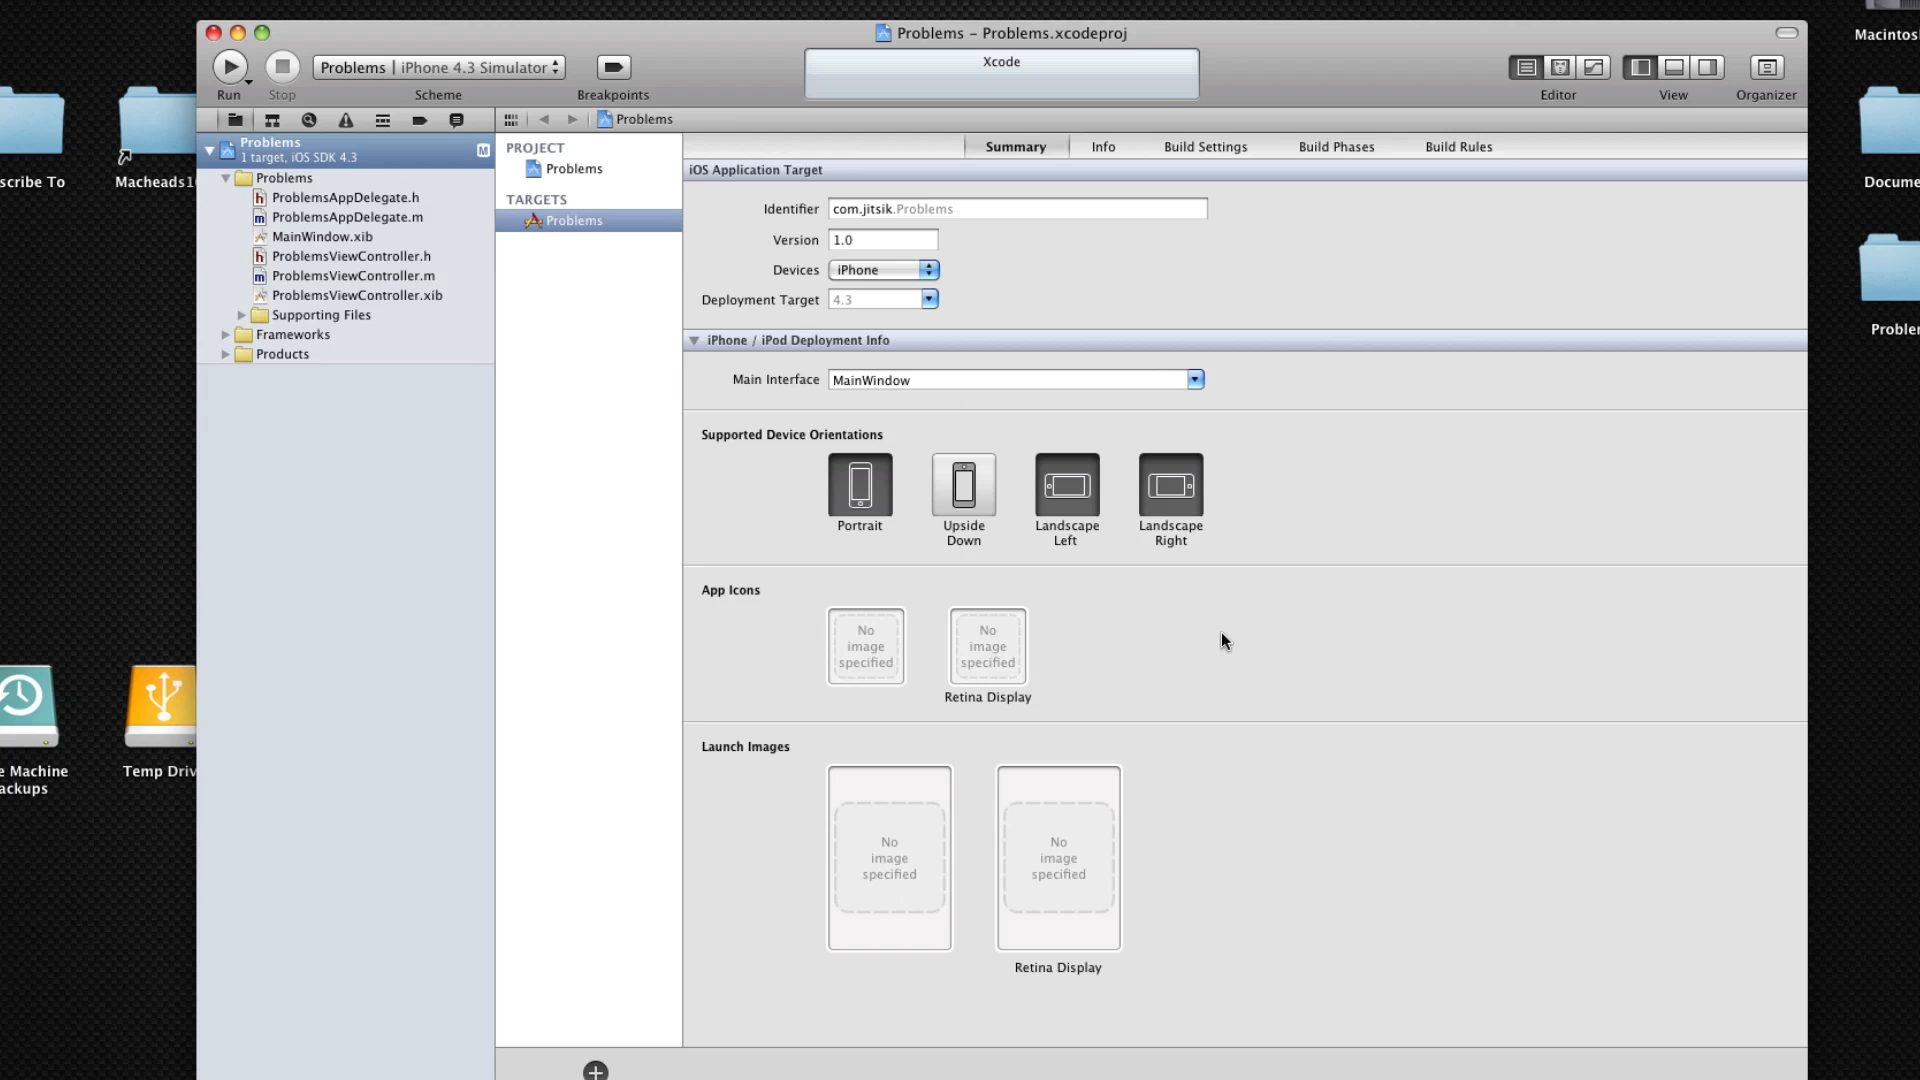 Problems – Problems.xcodeproj
Macintos
Problems | iPhone 4.3 Simulator
Xcode
Run
Stop
Scheme
Breakpoints
Editor
View
Organizer
Problems
Problems
1 target, iOS SDK 4.3
M
Problems
ProblemsAppDelegate.h
ProblemsAppDelegate.m
MainWindow.xib
ProblemsViewController.h
ProblemsViewController.m
ProblemsViewController.xib
Supporting Files
Frameworks
Products
PROJECT
Problems
TARGETS
Problems
Summary
Info
Build Settings
Build Phases
Build Rules
iOS Application Target
Identifier com.jitsik.Problems
Version 1.0
Devices iPhone
Deployment Target 4.3
iPhone / iPod Deployment Info
Main Interface MainWindow
Supported Device Orientations
Portrait
Upside
Down
Landscape
Left
Landscape
Right
App Icons
No
image
specified
No
image
specified
Retina Display
Launch Images
No
image
specified
No
image
specified
Retina Display
scribe To
Macheads1
e Machine
ackups
Temp Driv
Docume
Probler